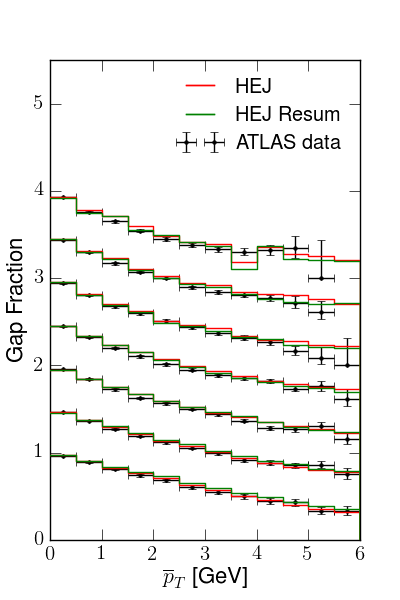 HEJ
HEJ Resum
ATLAS data
Gap Fraction
5
4
3
2
1
0
0 1 2 3 4 5 6
p̅_T [GeV]